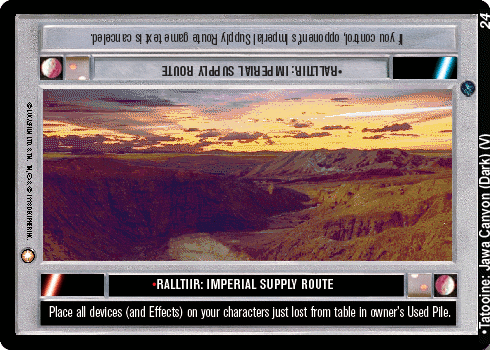 If you control, opponent's Imperial Supply Route game text is canceled.
•RALLTIIR: IMPERIAL SUPPLY ROUTE
•RALLTIIR: IMPERIAL SUPPLY ROUTE
Place all devices (and Effects) on your characters just lost from table in owner's Used Pile.
24
•Tatooine: Jawa Canyon (Dark) (V)